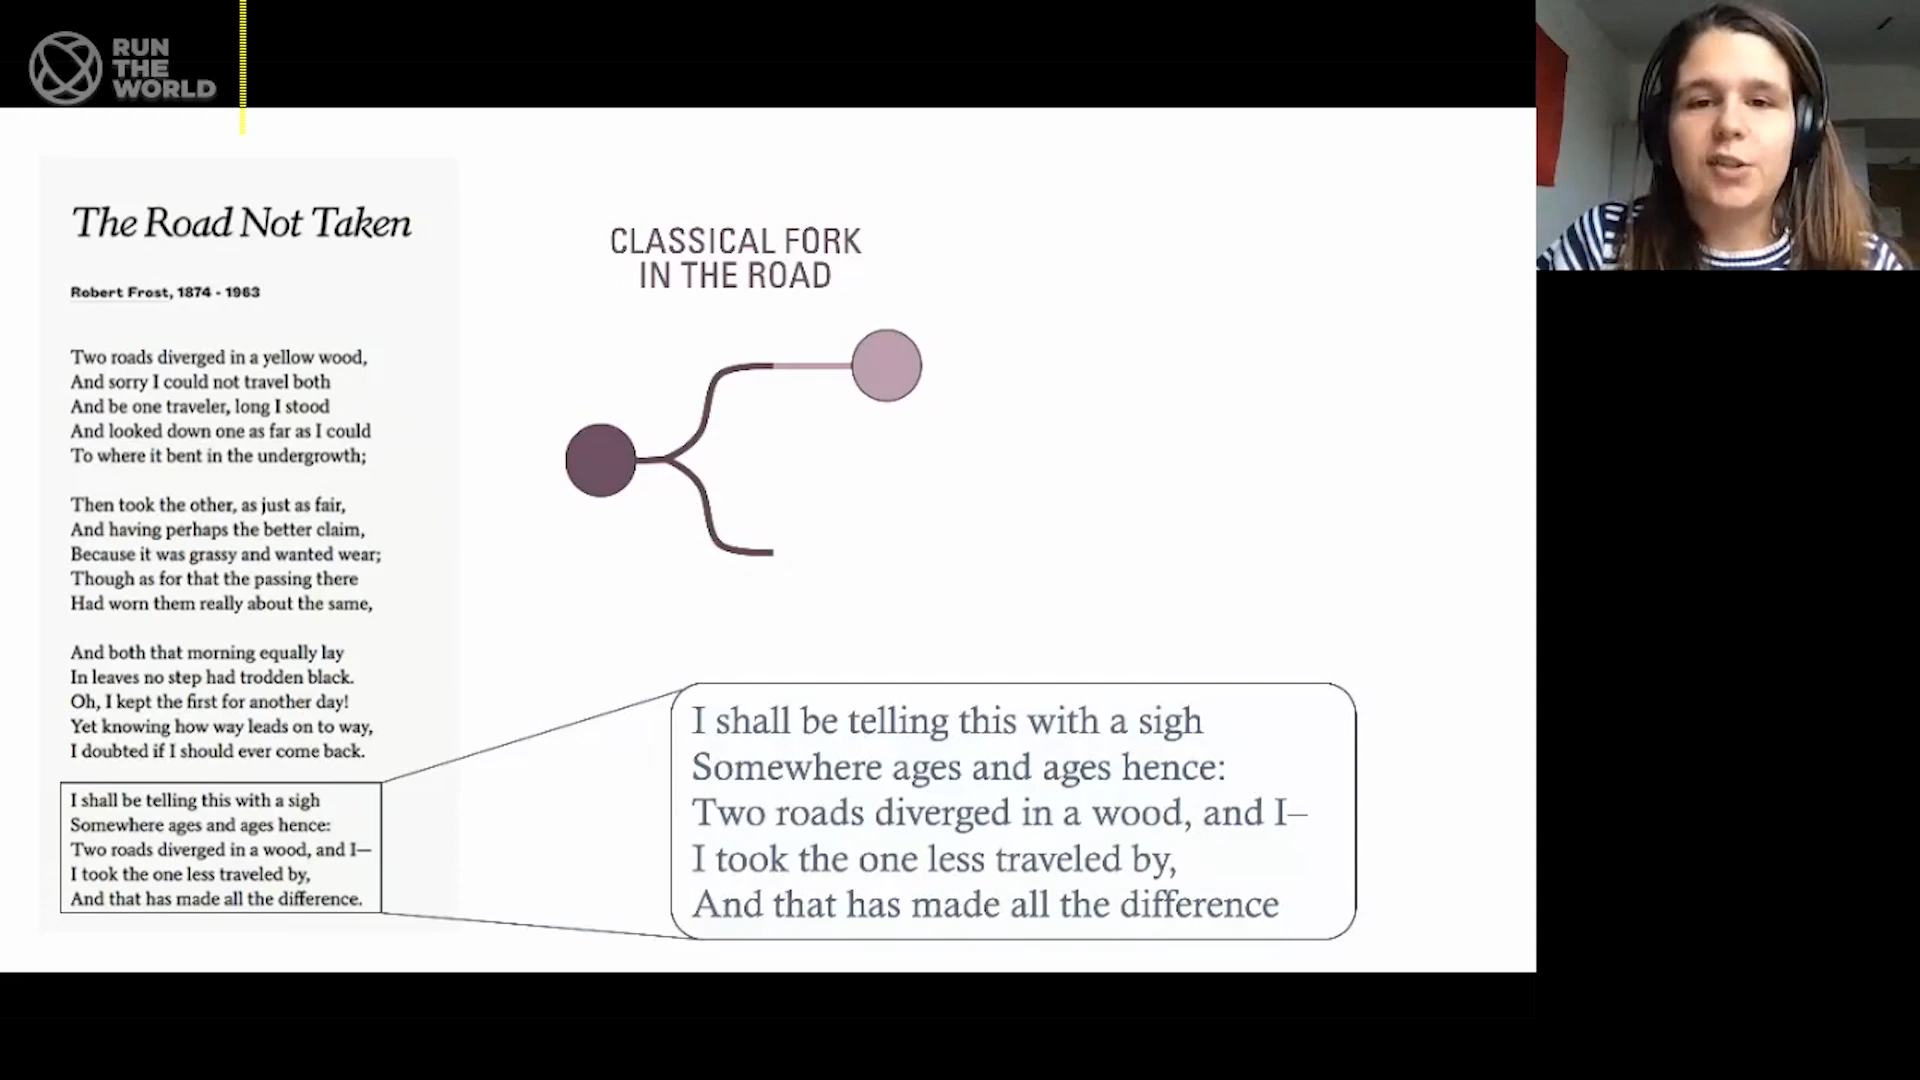 RUN
THE
WORLD
The Road Not Taken
Robert Frost, 1874 - 1963
Two roads diverged in a yellow wood,
And sorry I could not travel both
And be one traveler, long I stood
And looked down one as far as I could
To where it bent in the undergrowth;
Then took the other, as just as fair,
And having perhaps the better claim,
Because it was grassy and wanted wear;
Though as for that the passing there
Had worn them really about the same,
And both that morning equally lay
In leaves no step had trodden black.
Oh, I kept the first for another day!
Yet knowing how way leads on to way,
I doubted if I should ever come back.
I shall be telling this with a sigh
Somewhere ages and ages hence:
Two roads diverged in a wood, and I—
I took the one less traveled by,
And that has made all the difference.
CLASSICAL FORK
IN THE ROAD
I shall be telling this with a sigh
Somewhere ages and ages hence:
Two roads diverged in a wood, and I—
I took the one less traveled by,
And that has made all the difference